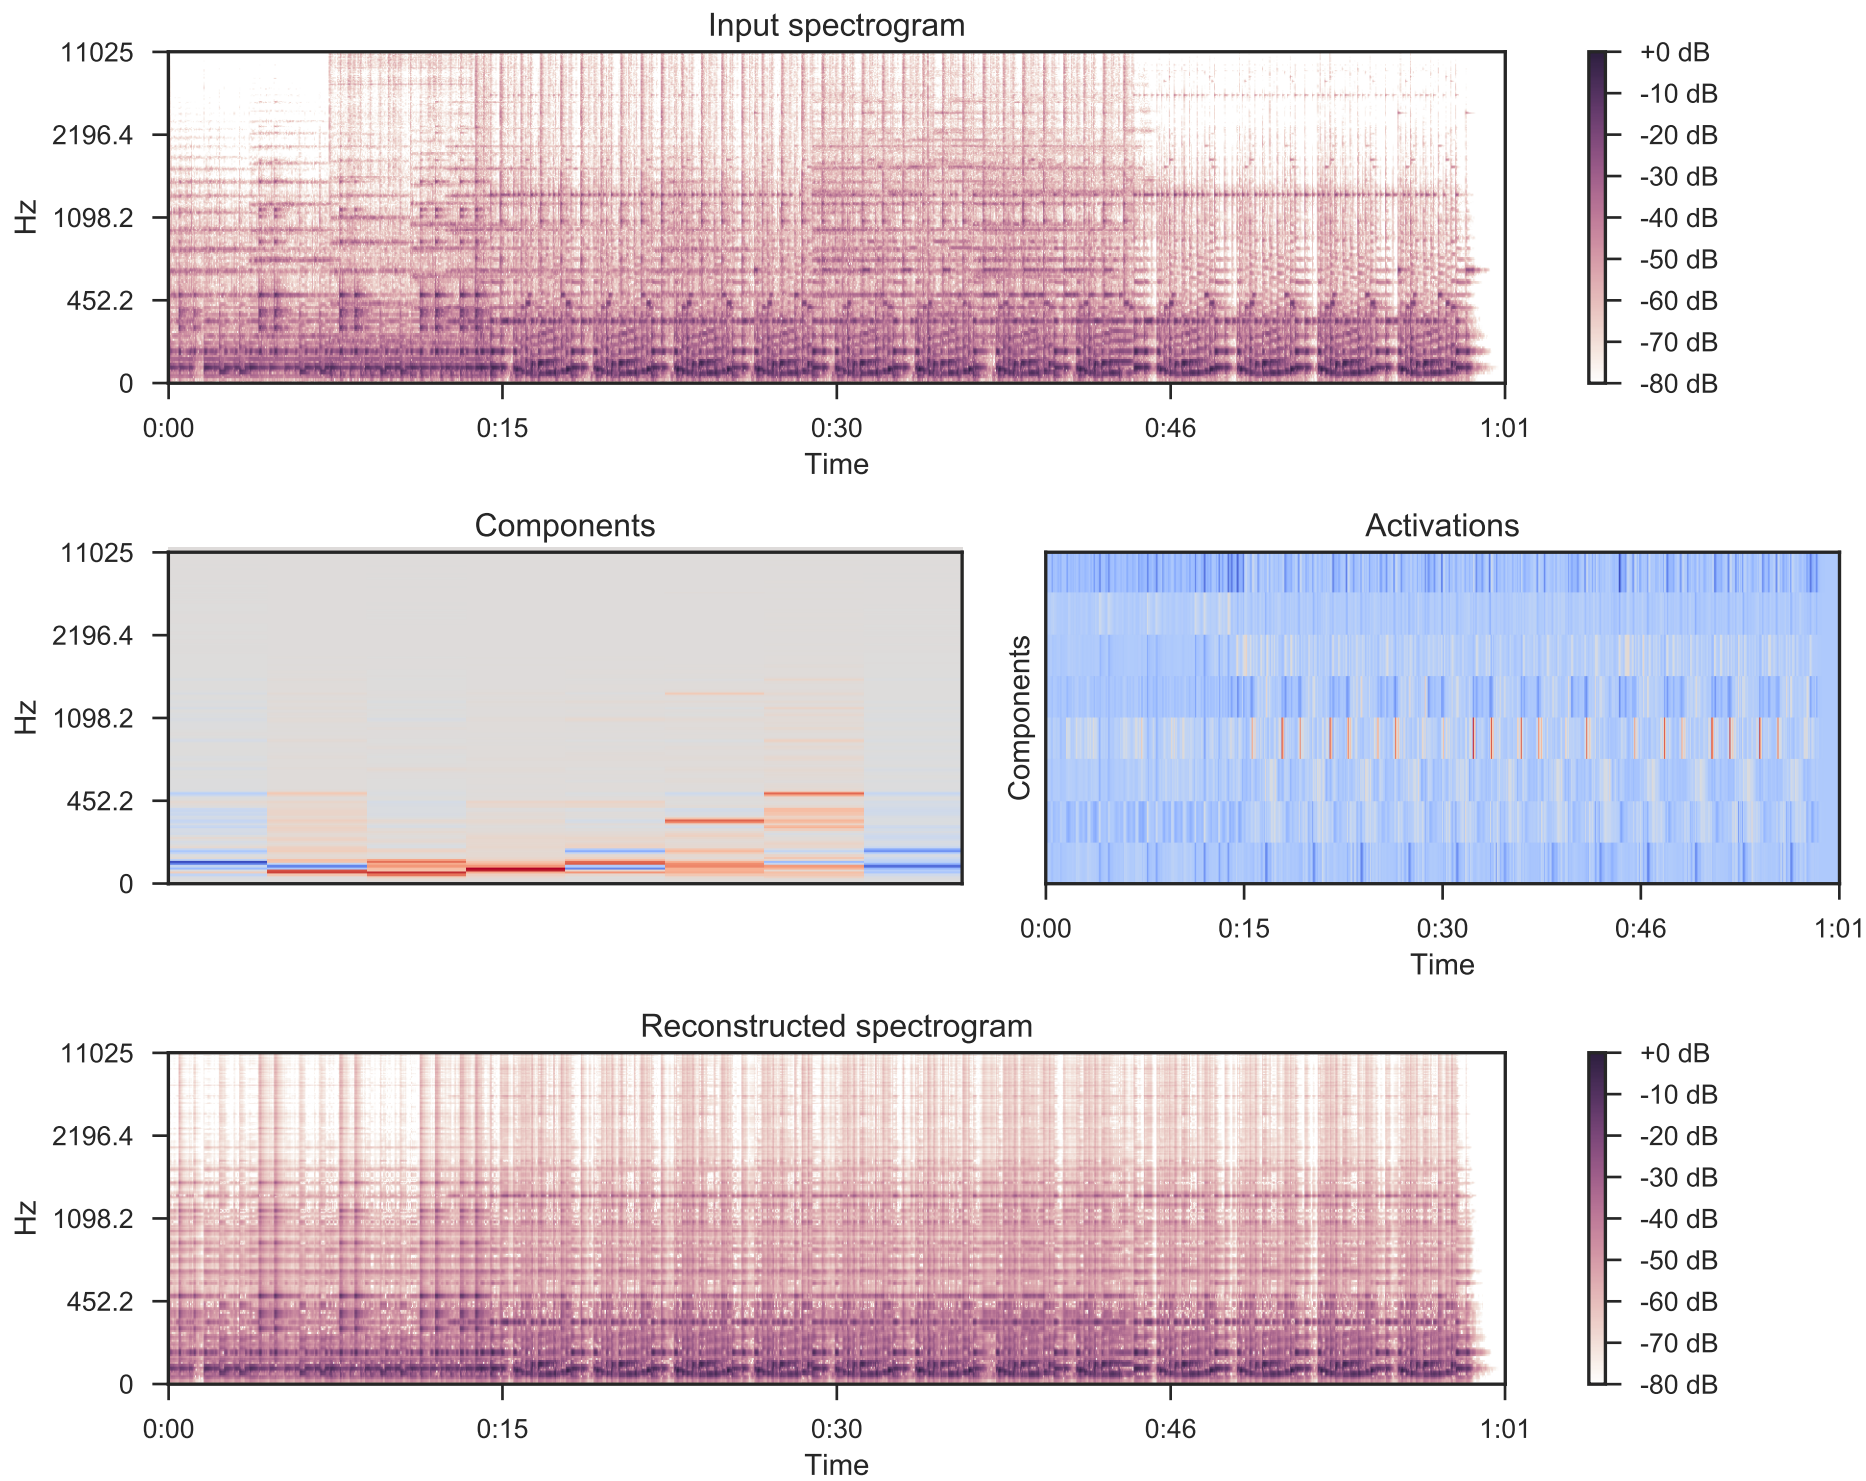 Input spectrogram
11025
2196.4
1098.2
452.2
0
Hz
0:00 0:15 0:30 0:46 1:01
Time
+0 dB
-10 dB
-20 dB
-30 dB
-40 dB
-50 dB
-60 dB
-70 dB
-80 dB
Components
11025
2196.4
1098.2
452.2
0
Hz
Activations
Components
0:00 0:15 0:30 0:46 1:01
Time
Reconstructed spectrogram
11025
2196.4
1098.2
452.2
0
Hz
0:00 0:15 0:30 0:46 1:01
Time
+0 dB
-10 dB
-20 dB
-30 dB
-40 dB
-50 dB
-60 dB
-70 dB
-80 dB